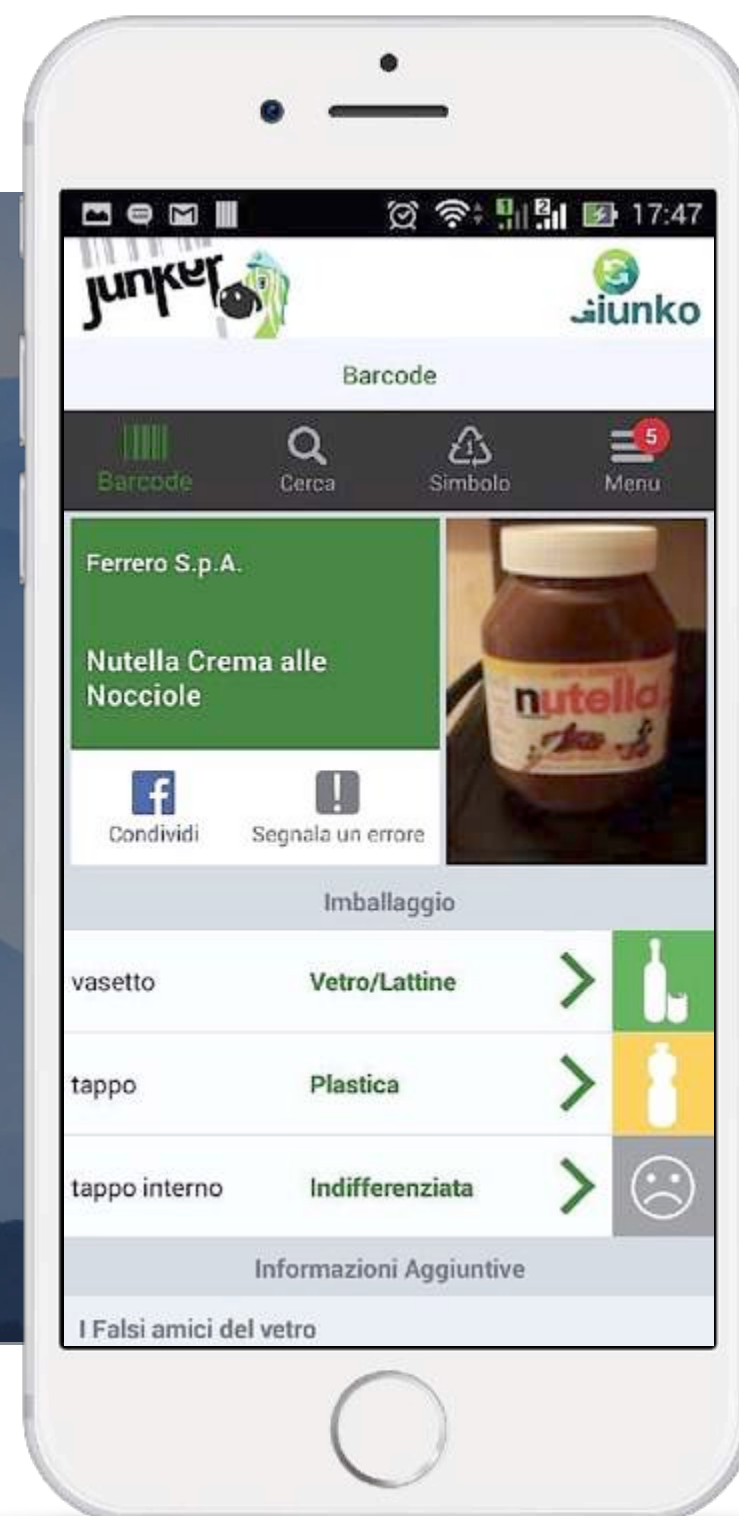 17:47
junker
Giunko
Barcode
Barcode
Cerca
Simbolo
5
Menu
Ferrero S.p.A.
Nutella Crema alle
Nocciole
nutella
Condividi
Segnala un errore
Imballaggio
vasetto
Vetro/Lattine
tappo
Plastica
tappo interno
Indifferenziata
Informazioni Aggiuntive
I Falsi amici del vetro